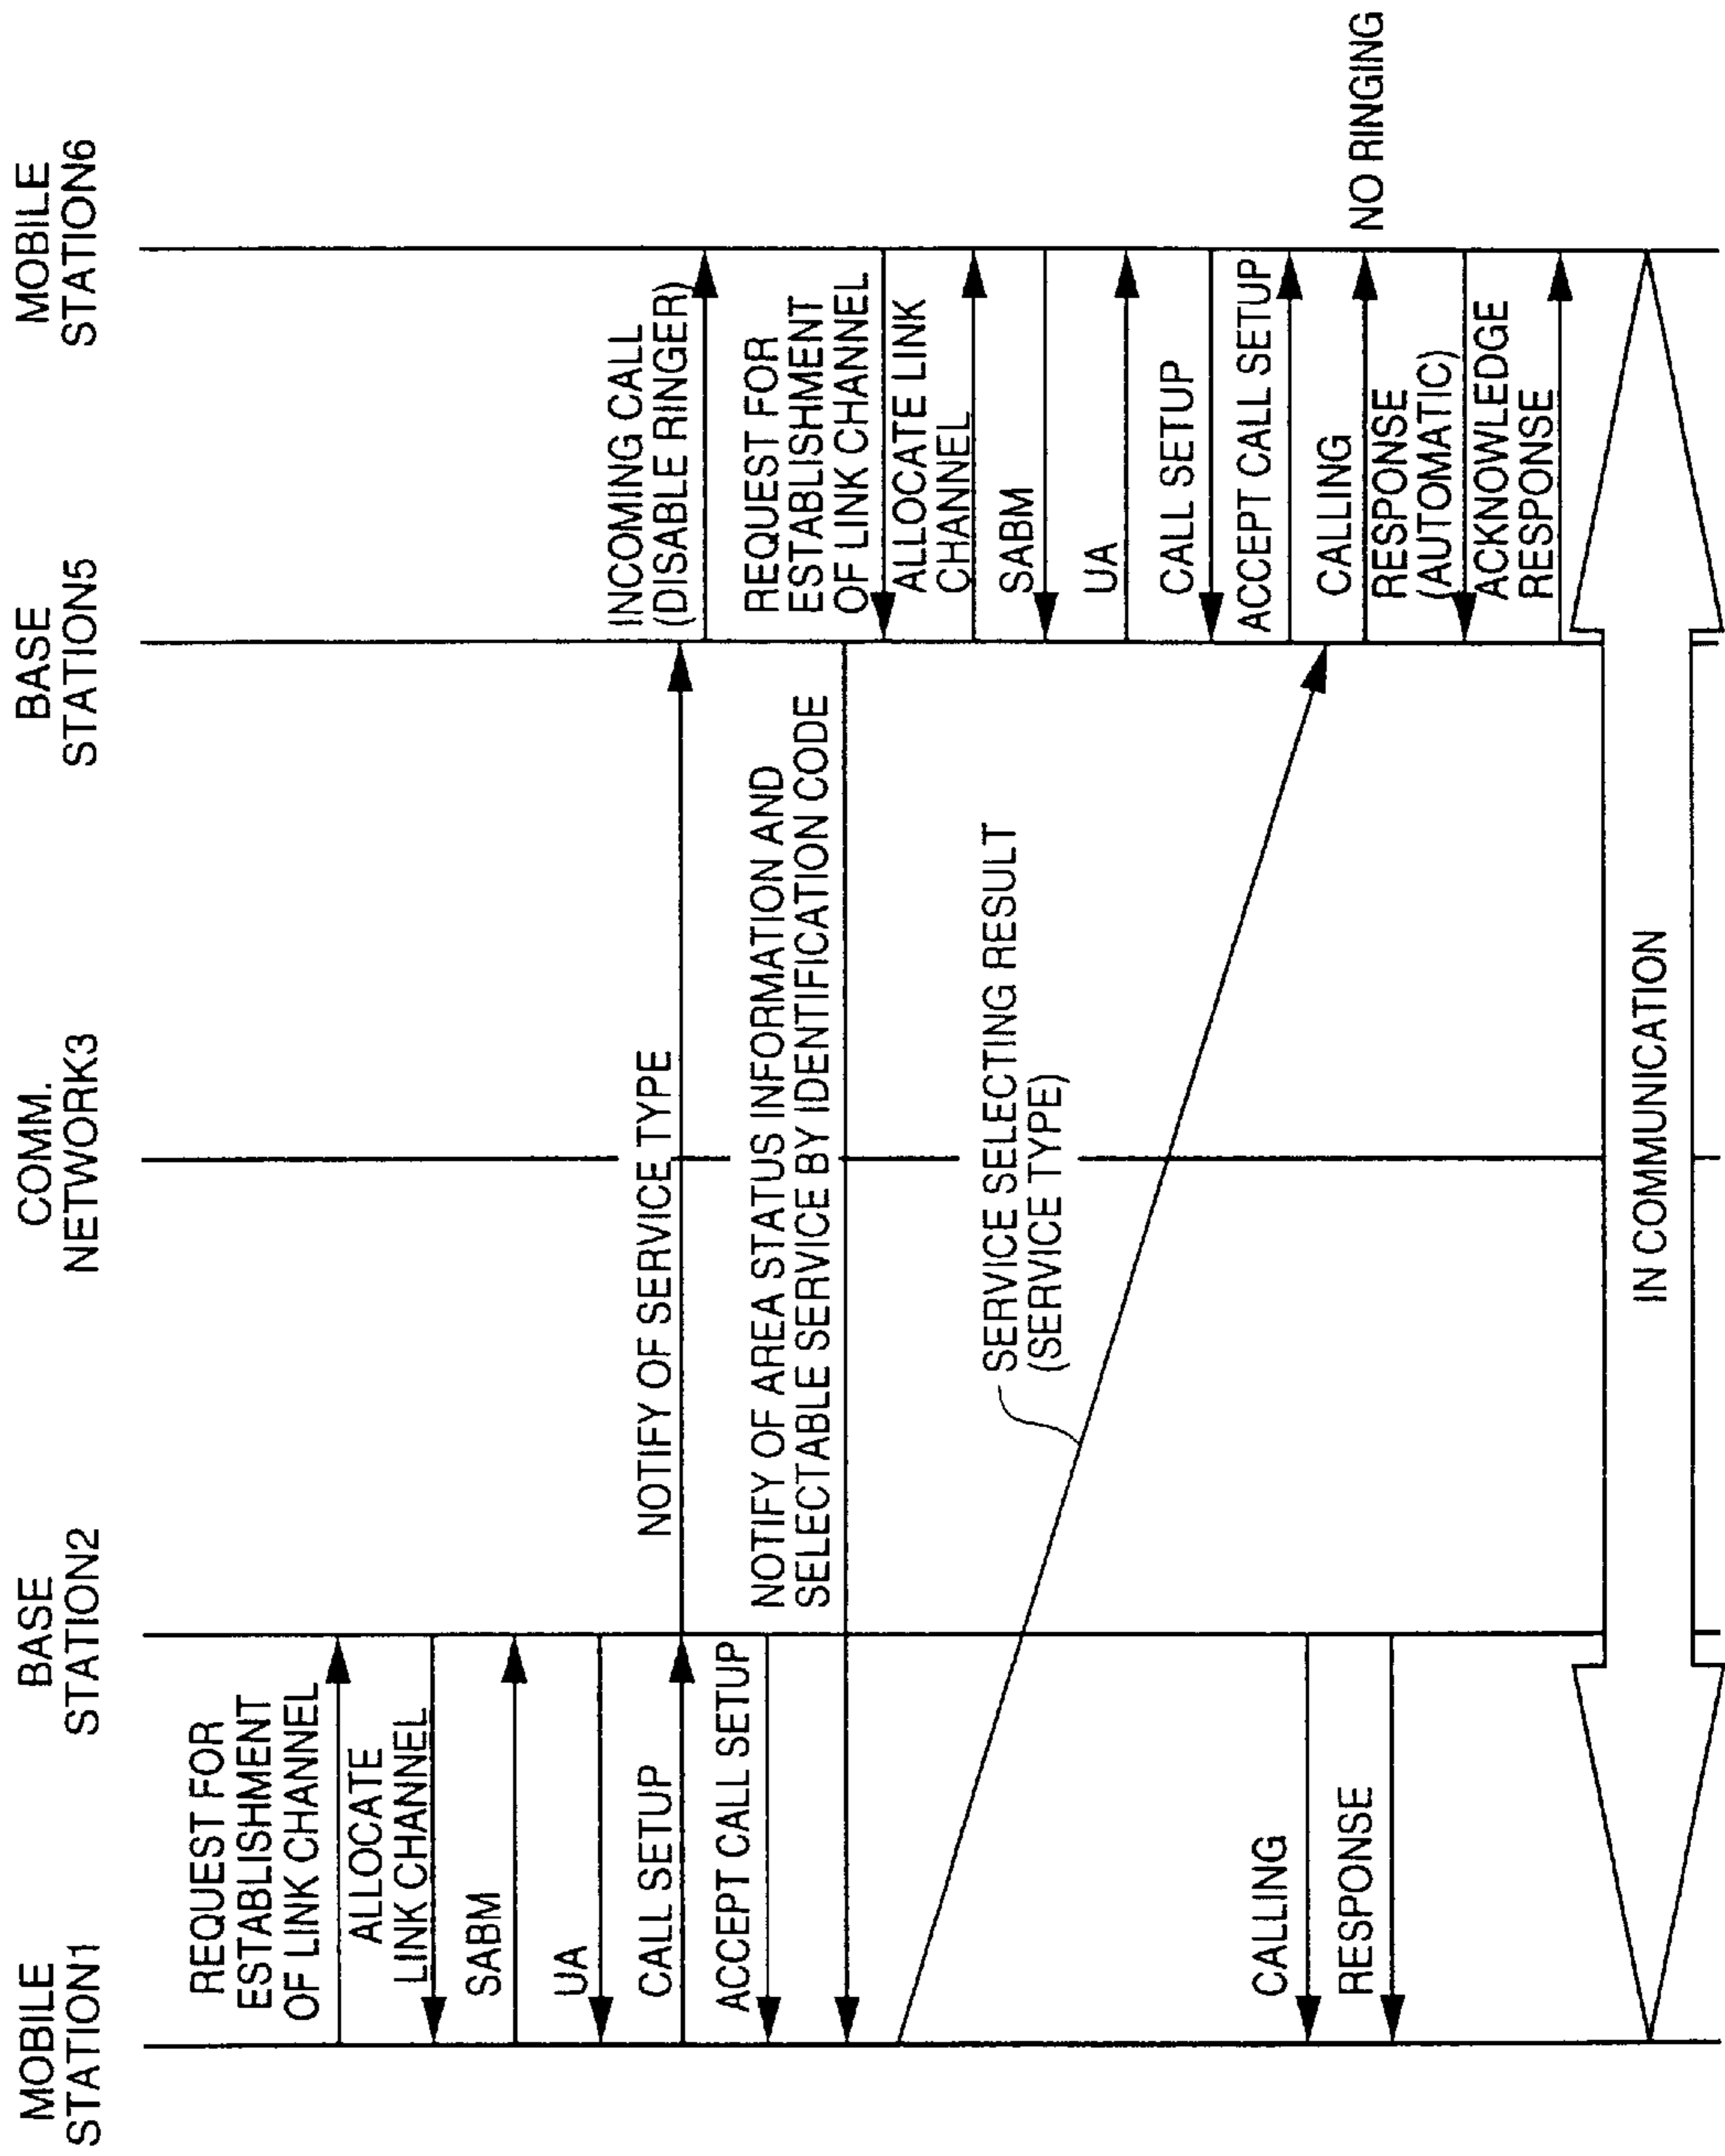 MOBILE
STATION1
BASE
STATION2
COMM.
NETWORK3
BASE
STATION5
MOBILE
STATION6
REQUEST FOR
ESTABLISHMENT
OF LINK CHANNEL
ALLOCATE
LINK CHANNEL
SABM
UA
CALL SETUP
ACCEPT CALL SETUP
CALLING
RESPONSE
NOTIFY OF SERVICE TYPE
NOTIFY OF AREA STATUS INFORMATION AND
SELECTABLE SERVICE BY IDENTIFICATION CODE
SERVICE SELECTING RESULT
(SERVICE TYPE)
INCOMING CALL
(DISABLE RINGER)
REQUEST FOR
ESTABLISHMENT
OF LINK CHANNEL
ALLOCATE LINK
CHANNEL
SABM
UA
CALL SETUP
ACCEPT CALL SETUP
CALLING
NO RINGING
RESPONSE
(AUTOMATIC)
ACKNOWLEDGE
RESPONSE
IN COMMUNICATION